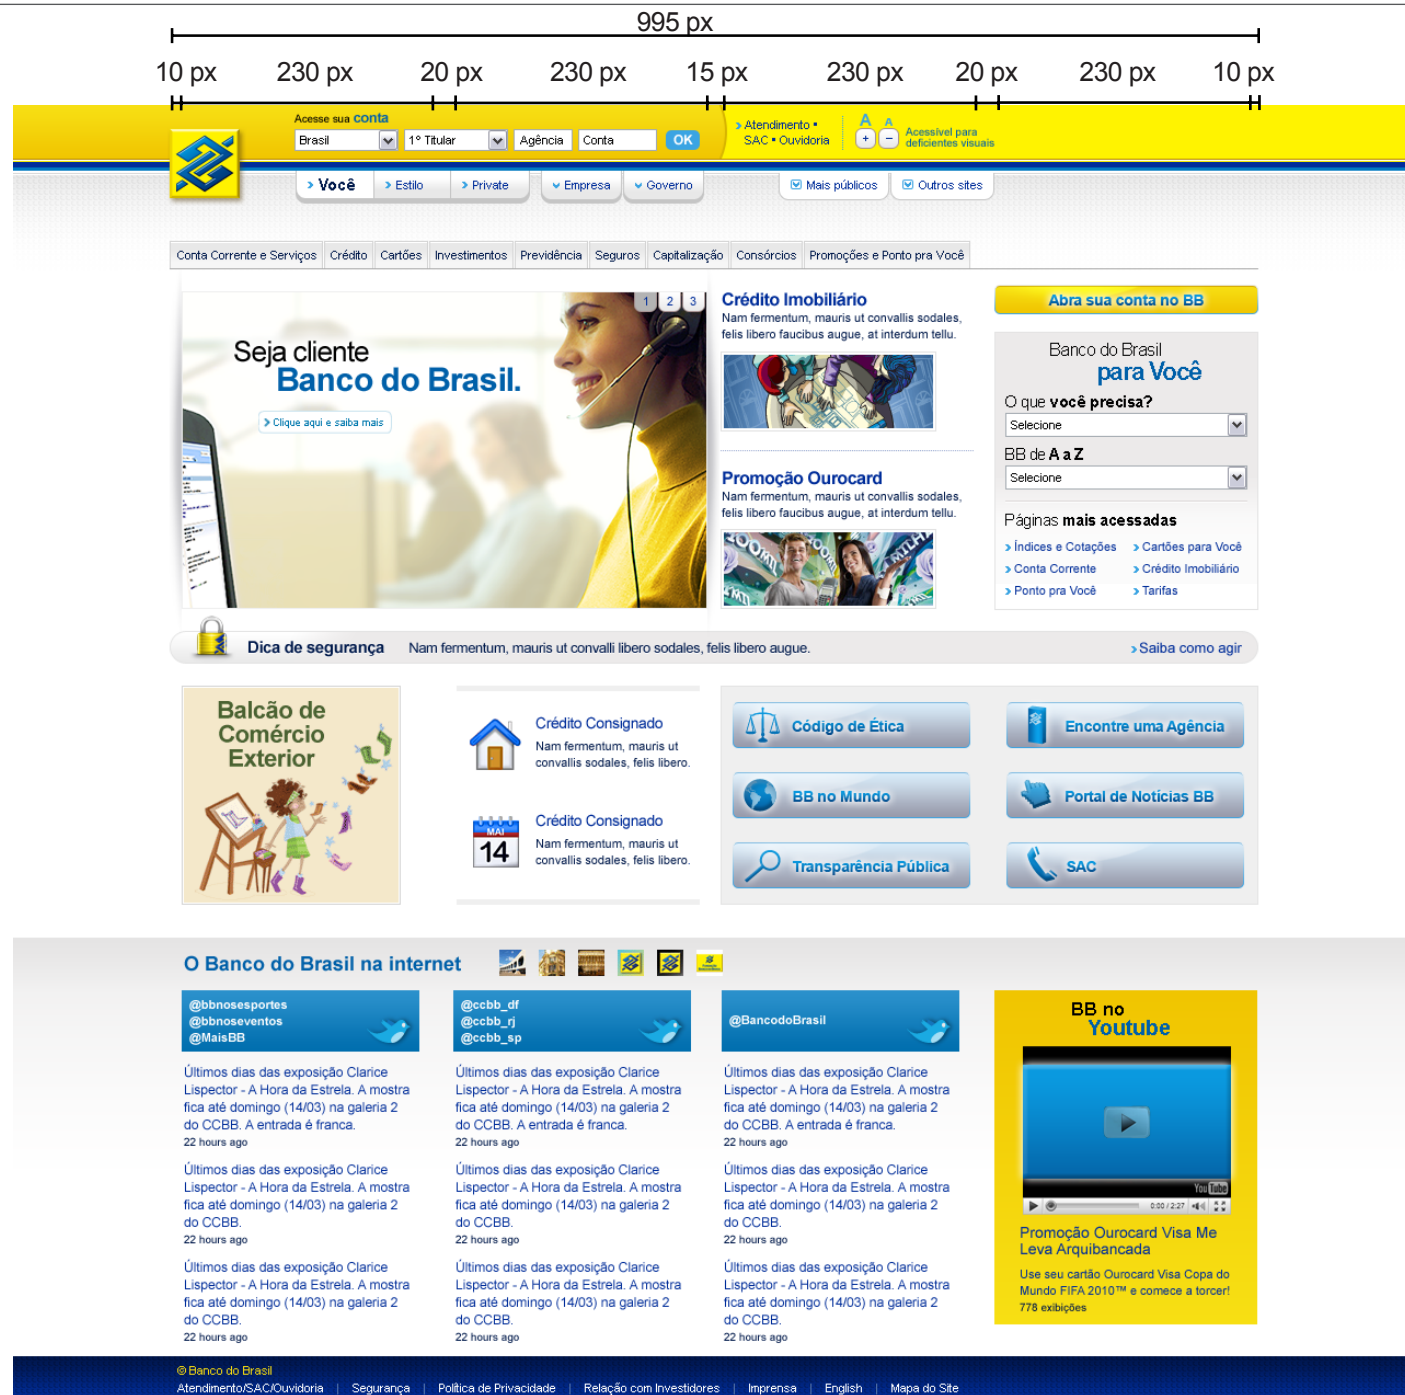 995 px
10 px 230 px 20 px 230 px 15 px 230 px 20 px 230 px 10 px
Acesse sua conta
Brasil 1º Titular Agência Conta OK
› Atendimento ▪
SAC ▪ Ouvidoria
A A
+ −
Acessível para
deficientes visuais
› Você › Estilo › Private Empresa Governo Mais públicos Outros sites
Conta Corrente e Serviços Crédito Cartões Investimentos Previdência Seguros Capitalização Consórcios Promoções e Ponto pra Você
1 2 3
Seja cliente
Banco do Brasil.
› Clique aqui e saiba mais
Crédito Imobiliário
Nam fermentum, mauris ut convallis sodales,
felis libero faucibus augue, at interdum tellu.
Promoção Ourocard
Nam fermentum, mauris ut convallis sodales,
felis libero faucibus augue, at interdum tellu.
Abra sua conta no BB
Banco do Brasil
para Você
O que você precisa?
Selecione
BB de A a Z
Selecione
Páginas mais acessadas
› Índices e Cotações › Cartões para Você
› Conta Corrente › Crédito Imobiliário
› Ponto pra Você › Tarifas
Dica de segurança Nam fermentum, mauris ut convalli libero sodales, felis libero augue. › Saiba como agir
Balcão de
Comércio
Exterior
Crédito Consignado
Nam fermentum, mauris ut
convallis sodales, felis libero.
MAI
14
Crédito Consignado
Nam fermentum, mauris ut
convallis sodales, felis libero.
Código de Ética Encontre uma Agência
BB no Mundo Portal de Notícias BB
Transparência Pública SAC
O Banco do Brasil na internet
@bbnosesportes
@bbnoseventos
@MaisBB
Últimos dias das exposição Clarice
Lispector - A Hora da Estrela. A mostra
fica até domingo (14/03) na galeria 2
do CCBB. A entrada é franca.
22 hours ago
Últimos dias das exposição Clarice
Lispector - A Hora da Estrela. A mostra
fica até domingo (14/03) na galeria 2
do CCBB.
22 hours ago
Últimos dias das exposição Clarice
Lispector - A Hora da Estrela. A mostra
fica até domingo (14/03) na galeria 2
do CCBB.
22 hours ago
@ccbb_df
@ccbb_rj
@ccbb_sp
Últimos dias das exposição Clarice
Lispector - A Hora da Estrela. A mostra
fica até domingo (14/03) na galeria 2
do CCBB. A entrada é franca.
22 hours ago
Últimos dias das exposição Clarice
Lispector - A Hora da Estrela. A mostra
fica até domingo (14/03) na galeria 2
do CCBB.
22 hours ago
Últimos dias das exposição Clarice
Lispector - A Hora da Estrela. A mostra
fica até domingo (14/03) na galeria 2
do CCBB.
22 hours ago
@BancodoBrasil
Últimos dias das exposição Clarice
Lispector - A Hora da Estrela. A mostra
fica até domingo (14/03) na galeria 2
do CCBB. A entrada é franca.
22 hours ago
Últimos dias das exposição Clarice
Lispector - A Hora da Estrela. A mostra
fica até domingo (14/03) na galeria 2
do CCBB.
22 hours ago
Últimos dias das exposição Clarice
Lispector - A Hora da Estrela. A mostra
fica até domingo (14/03) na galeria 2
do CCBB.
22 hours ago
BB no
Youtube
You Tube
0:00 / 2:27
Promoção Ourocard Visa Me
Leva Arquibancada
Use seu cartão Ourocard Visa Copa do
Mundo FIFA 2010™ e comece a torcer!
778 exibições
© Banco do Brasil
Atendimento/SAC/Ouvidoria | Segurança | Política de Privacidade | Relação com Investidores | Imprensa | English | Mapa do Site